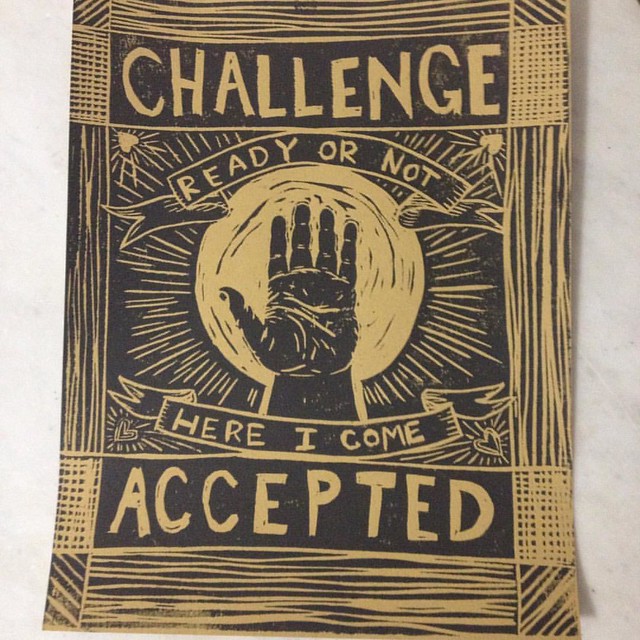 CHALLENGE
READY OR NOT
HERE I COME
ACCEPTED